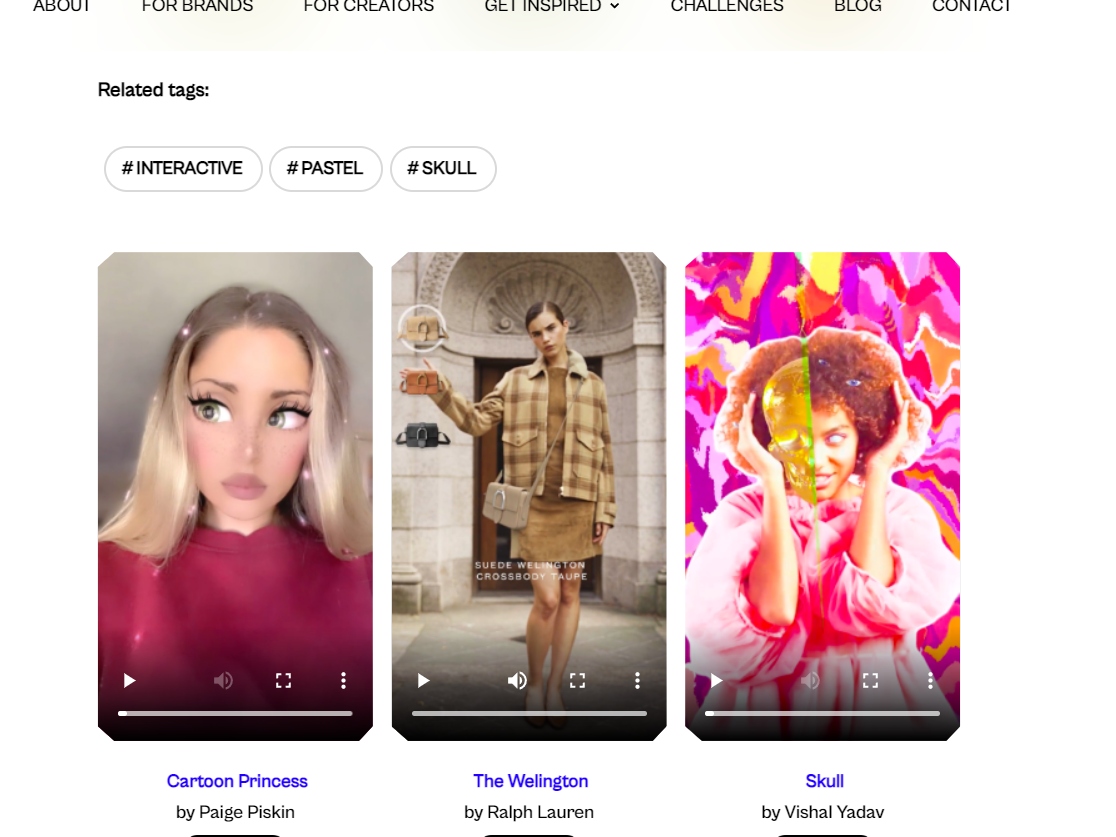 ABOUT FOR BRANDS FOR CREATORS GET INSPIRED CHALLENGES BLOG CONTACT
Related tags:
# INTERACTIVE # PASTEL # SKULL
SUEDE WELINGTON
CROSSBODY TAUPE
Cartoon Princess The Welington Skull
by Paige Piskin by Ralph Lauren by Vishal Yadav